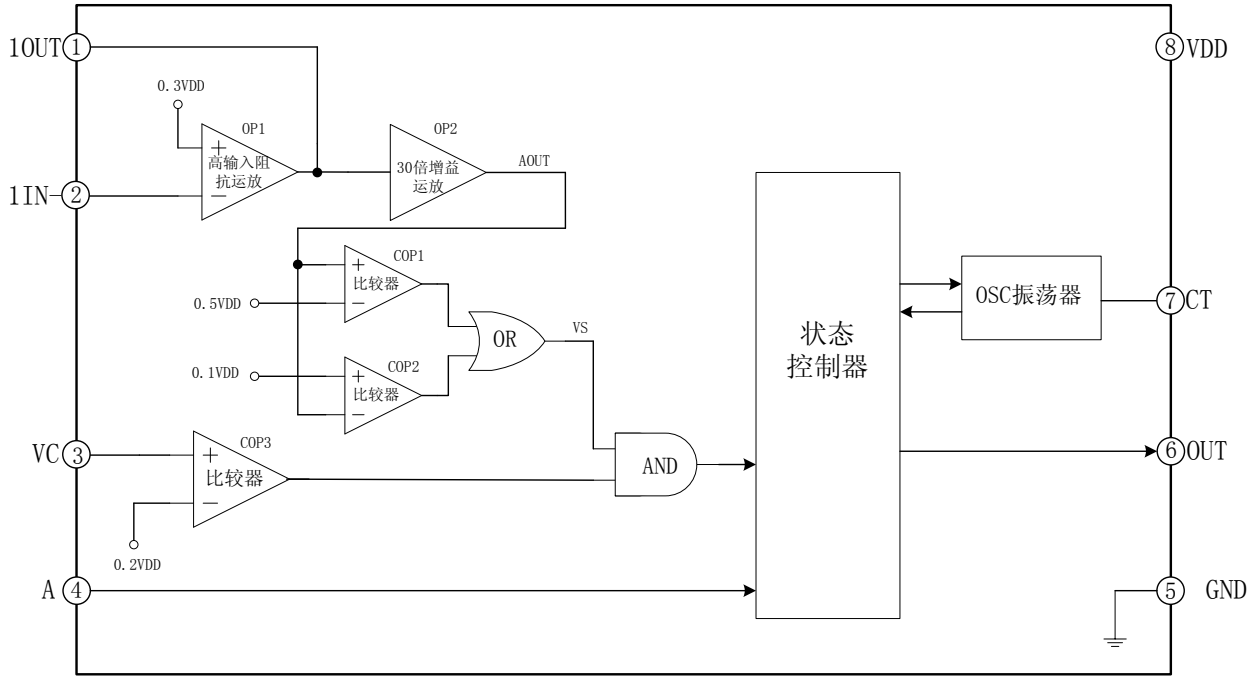 1OUT 1
8 VDD
0.3VDD
OP1
+
高输入阻
抗运放
−
OP2
30倍增益
运放
AOUT
1IN− 2
COP1
+
比较器
−
0.5VDD
OR
VS
COP2
0.1VDD
+
比较器
−
状态
控制器
OSC振荡器
7 CT
VC 3
COP3
+
比较器
−
0.2VDD
AND
6 OUT
A 4
5 GND